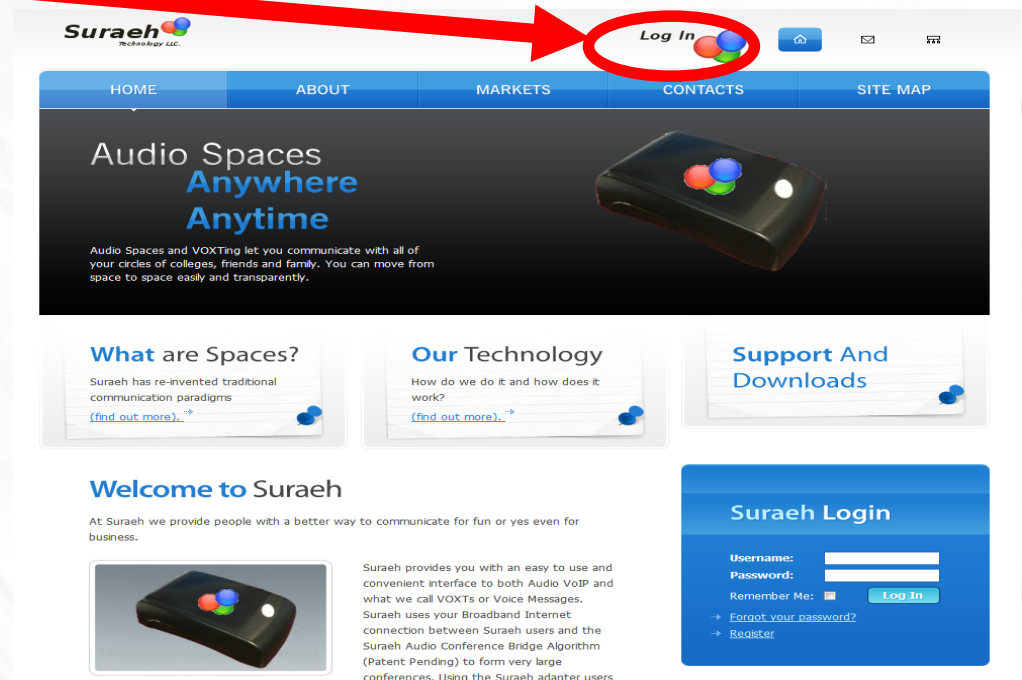 Suraeh
Technology LLC.
Log In
HOME
ABOUT
MARKETS
CONTACTS
SITE MAP
Audio Spaces
Anywhere
Anytime
Audio Spaces and VOXTing let you communicate with all of
your circles of colleges, friends and family. You can move from
space to space easily and transparently.
What are Spaces?
Suraeh has re-invented traditional
communication paradigms
(find out more).
Our Technology
How do we do it and how does it
work?
(find out more).
Support And
Downloads
Welcome to Suraeh
At Suraeh we provide people with a better way to communicate for fun or yes even for
business.
Suraeh provides you with an easy to use and
convenient interface to both Audio VoIP and
what we call VOXTs or Voice Messages.
Suraeh uses your Broadband Internet
connection between Suraeh users and the
Suraeh Audio Conference Bridge Algorithm
(Patent Pending) to form very large
conferences. Using the Suraeh adapter users
Suraeh Login
Username:
Password:
Remember Me:
Log In
Forgot your password?
Register